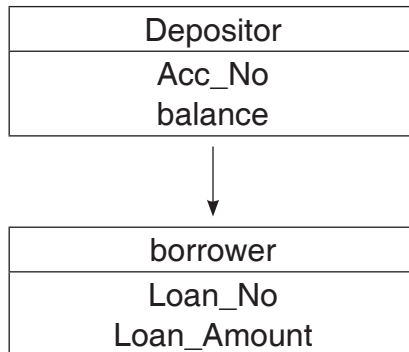 Depositor
Acc_No
balance
borrower
Loan_No
Loan_Amount